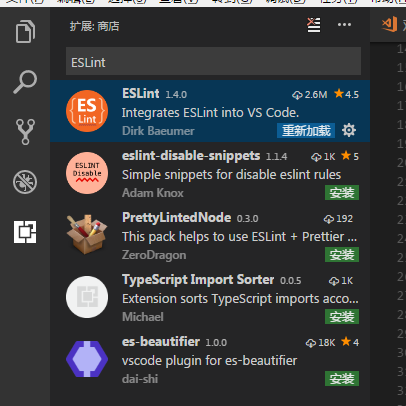 扩展: 商店
ESLint
ES
Lint
ESLint 1.4.0 2.6M 4.5
Integrates ESLint into VS Code.
Dirk Baeumer 重新加载
ESLINT
Disable
eslint-disable-snippets 1.1.4 1K 5
Simple snippets for disable eslint rules
Adam Knox 安装
PrettyLintedNode 0.3.0 192
This pack helps to use ESLint + Prettier ...
ZeroDragon 安装
TypeScript Import Sorter 0.0.5 1K
Extension sorts TypeScript imports acco...
Michael 安装
es-beautifier 1.0.0 18K 4
vscode plugin for es-beautifier
dai-shi 安装